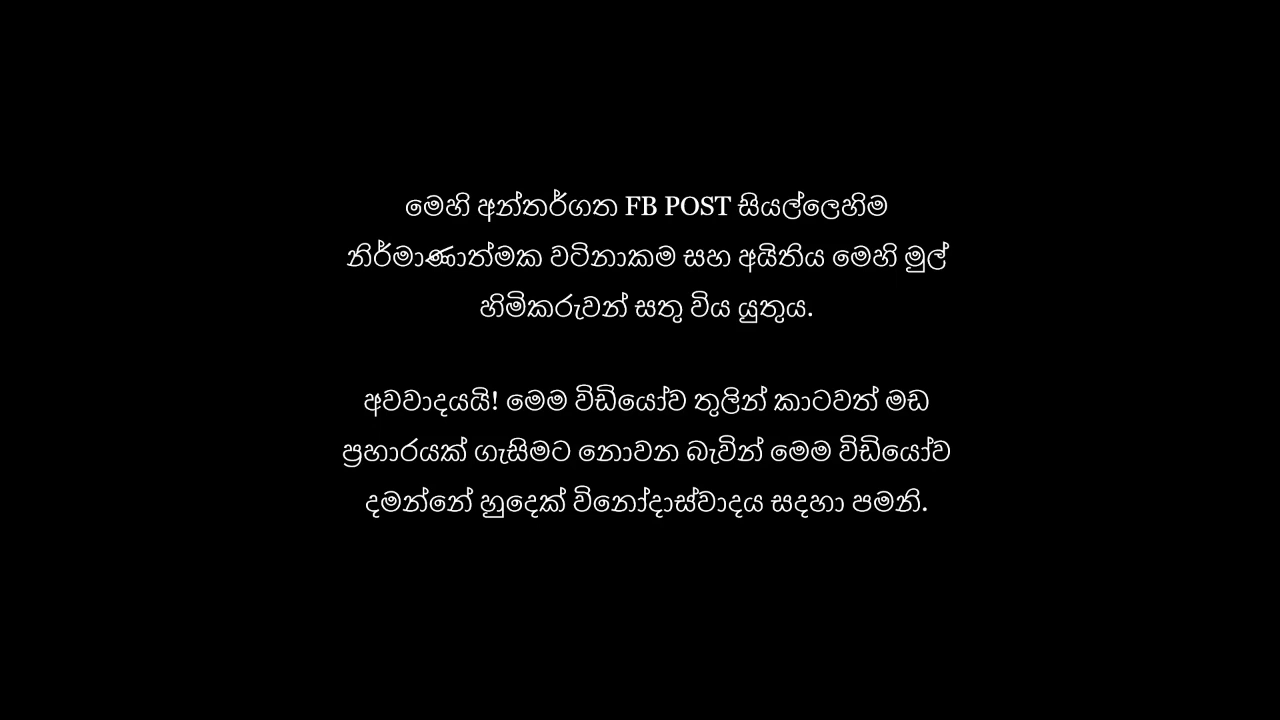 මෙහි අන්තර්ගත FB POST සියල්ලෙහිම
නිර්මාණාත්මක වටිනාකම සහ අයිතිය මෙහි මුල්
හිමිකරුවන් සතු විය යුතුය.
අවවාදයයි! මෙම විඩියෝව තුලින් කාටවත් මඩ
ප්‍රහාරයක් ගැසිමට නොවන බැවින් මෙම විඩියෝව
දමන්නේ හුදෙක් විනෝදාස්වාදය සදහා පමනි.